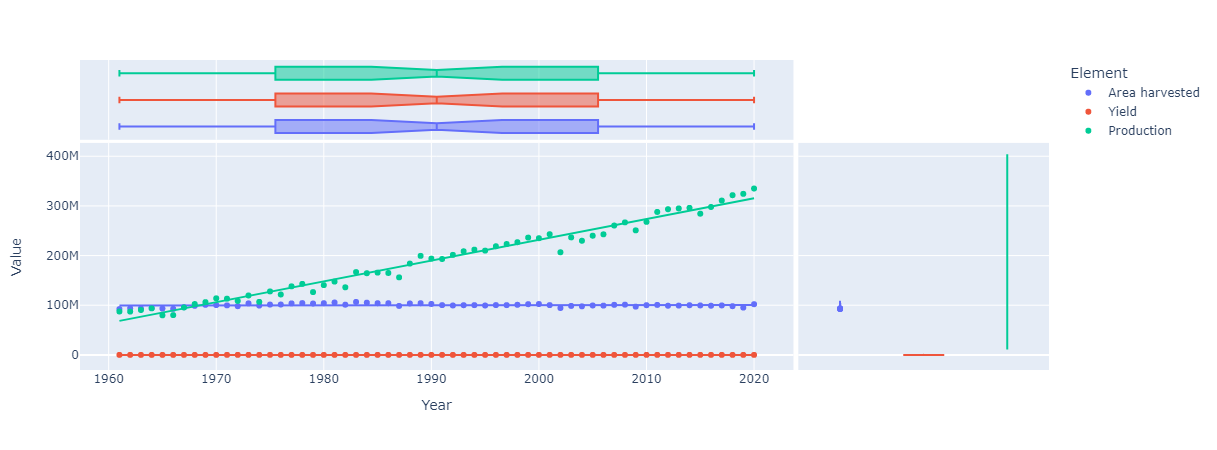 Element
Area harvested
Yield
Production
400M
300M
200M
100M
0
Value
1960 1970 1980 1990 2000 2010 2020
Year